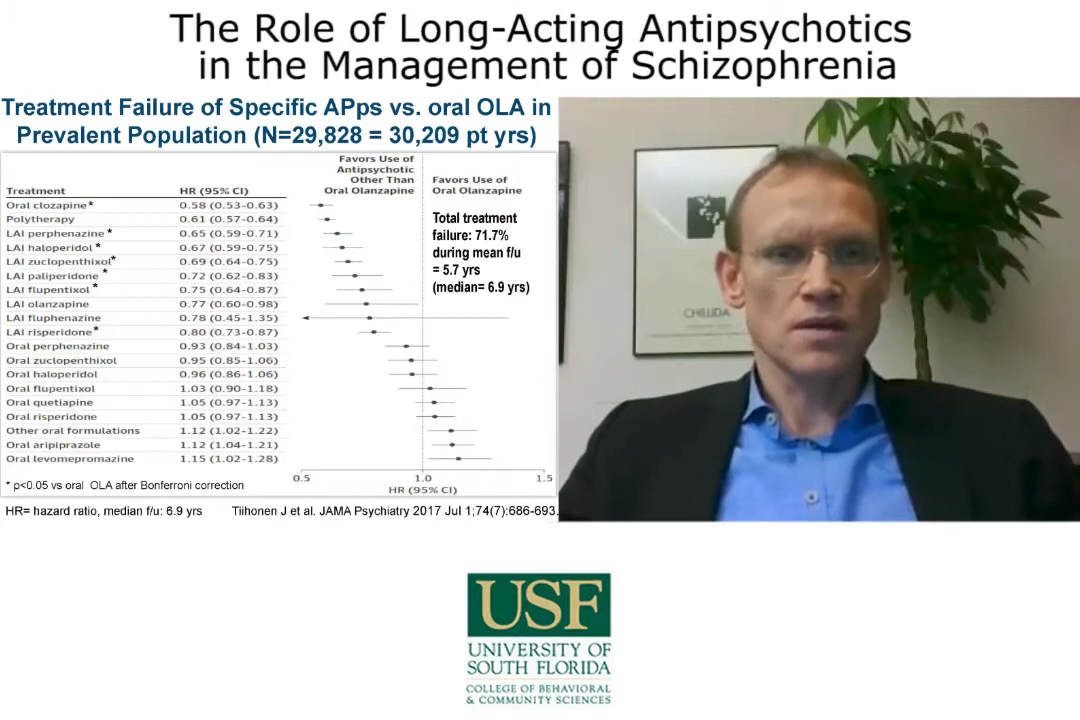 The Role of Long-Acting Antipsychotics
in the Management of Schizophrenia
Treatment Failure of Specific APps vs. oral OLA in
Prevalent Population (N=29,828 = 30,209 pt yrs)
Favors Use of
Antipsychotic
Other Than
Oral Olanzapine
Favors Use of
Oral Olanzapine
Treatment HR (95% CI)
Oral clozapine* 0.58 (0.53-0.63)
Polytherapy 0.61 (0.57-0.64)
LAI perphenazine * 0.65 (0.59-0.71)
LAI haloperidol * 0.67 (0.59-0.75)
LAI zuclopenthixol* 0.69 (0.64-0.75)
LAI paliperidone * 0.72 (0.62-0.83)
LAI flupentixol * 0.75 (0.64-0.87)
LAI olanzapine 0.77 (0.60-0.98)
LAI fluphenazine 0.78 (0.45-1.35)
LAI risperidone* 0.80 (0.73-0.87)
Oral perphenazine 0.93 (0.84-1.03)
Oral zuclopenthixol 0.95 (0.85-1.06)
Oral haloperidol 0.96 (0.86-1.06)
Oral flupentixol 1.03 (0.90-1.18)
Oral quetiapine 1.05 (0.97-1.13)
Oral risperidone 1.05 (0.97-1.13)
Other oral formulations 1.12 (1.02-1.22)
Oral aripiprazole 1.12 (1.04-1.21)
Oral levomepromazine 1.15 (1.02-1.28)
Total treatment
failure: 71.7%
during mean f/u
= 5.7 yrs
(median= 6.9 yrs)
0.5 1.0 1.5
HR (95% CI)
* p<0.05 vs oral OLA after Bonferroni correction
HR= hazard ratio, median f/u: 6.9 yrs Tiihonen J et al. JAMA Psychiatry 2017 Jul 1;74(7):686-693.
CHILLIDA
USF
UNIVERSITY OF
SOUTH FLORIDA
COLLEGE OF BEHAVIORAL
& COMMUNITY SCIENCES